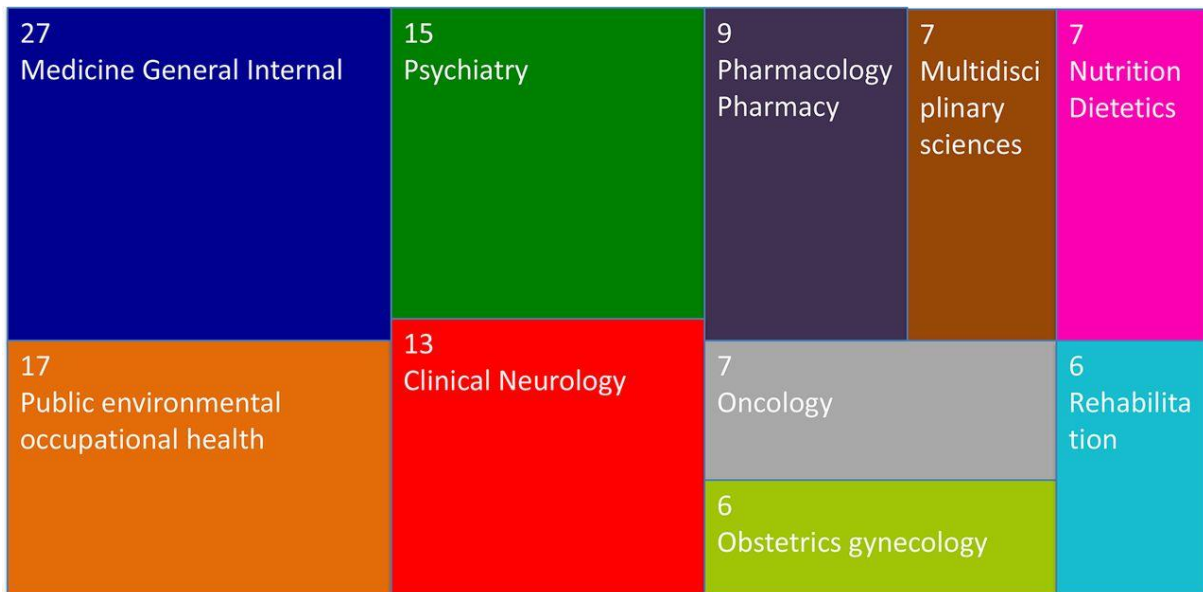 27
Medicine General Internal
15
Psychiatry
9
Pharmacology
Pharmacy
7
Multidisci
plinary
sciences
7
Nutrition
Dietetics
17
Public environmental
occupational health
13
Clinical Neurology
7
Oncology
6
Obstetrics gynecology
6
Rehabilita
tion